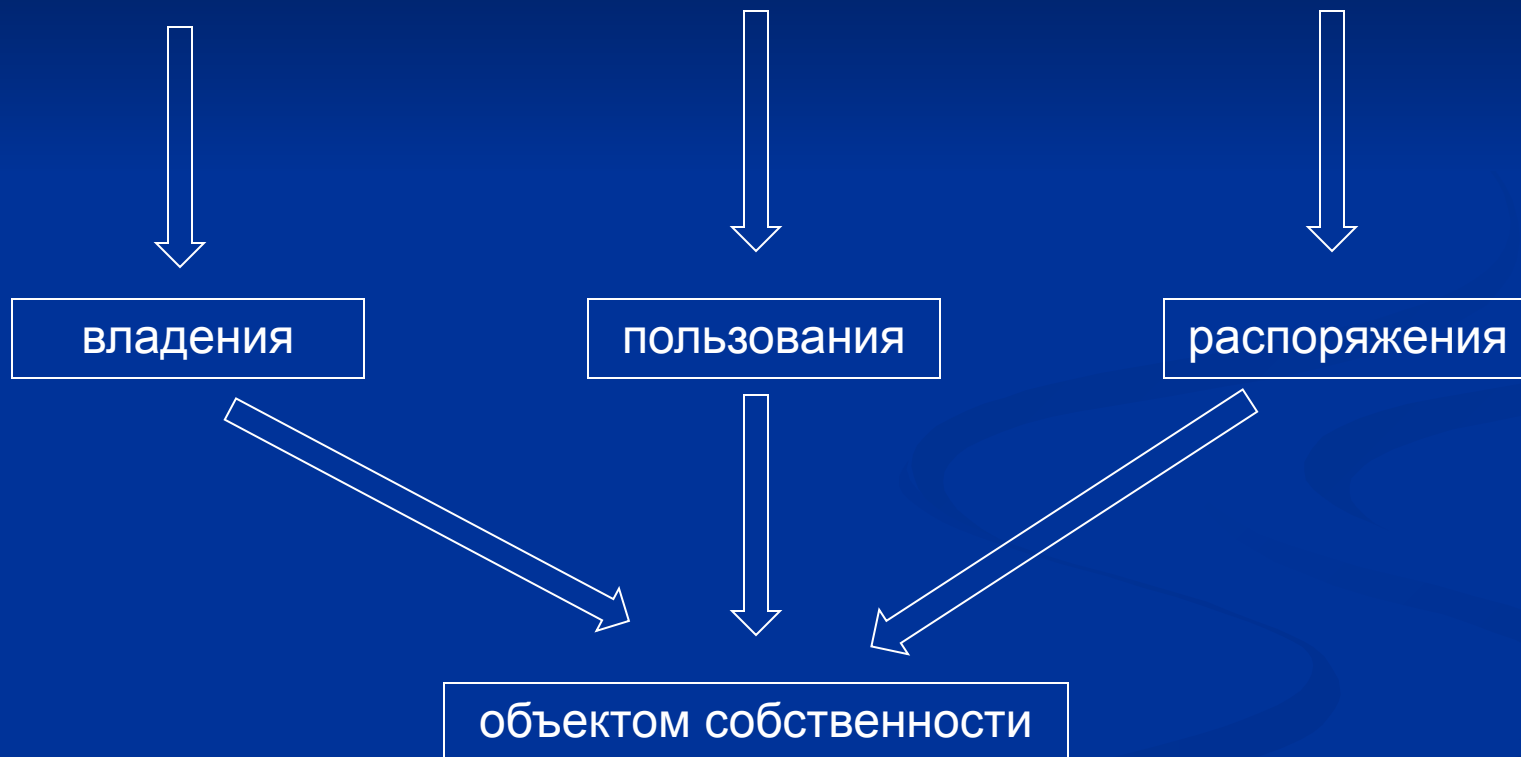 владения
пользования
распоряжения
объектом собственности